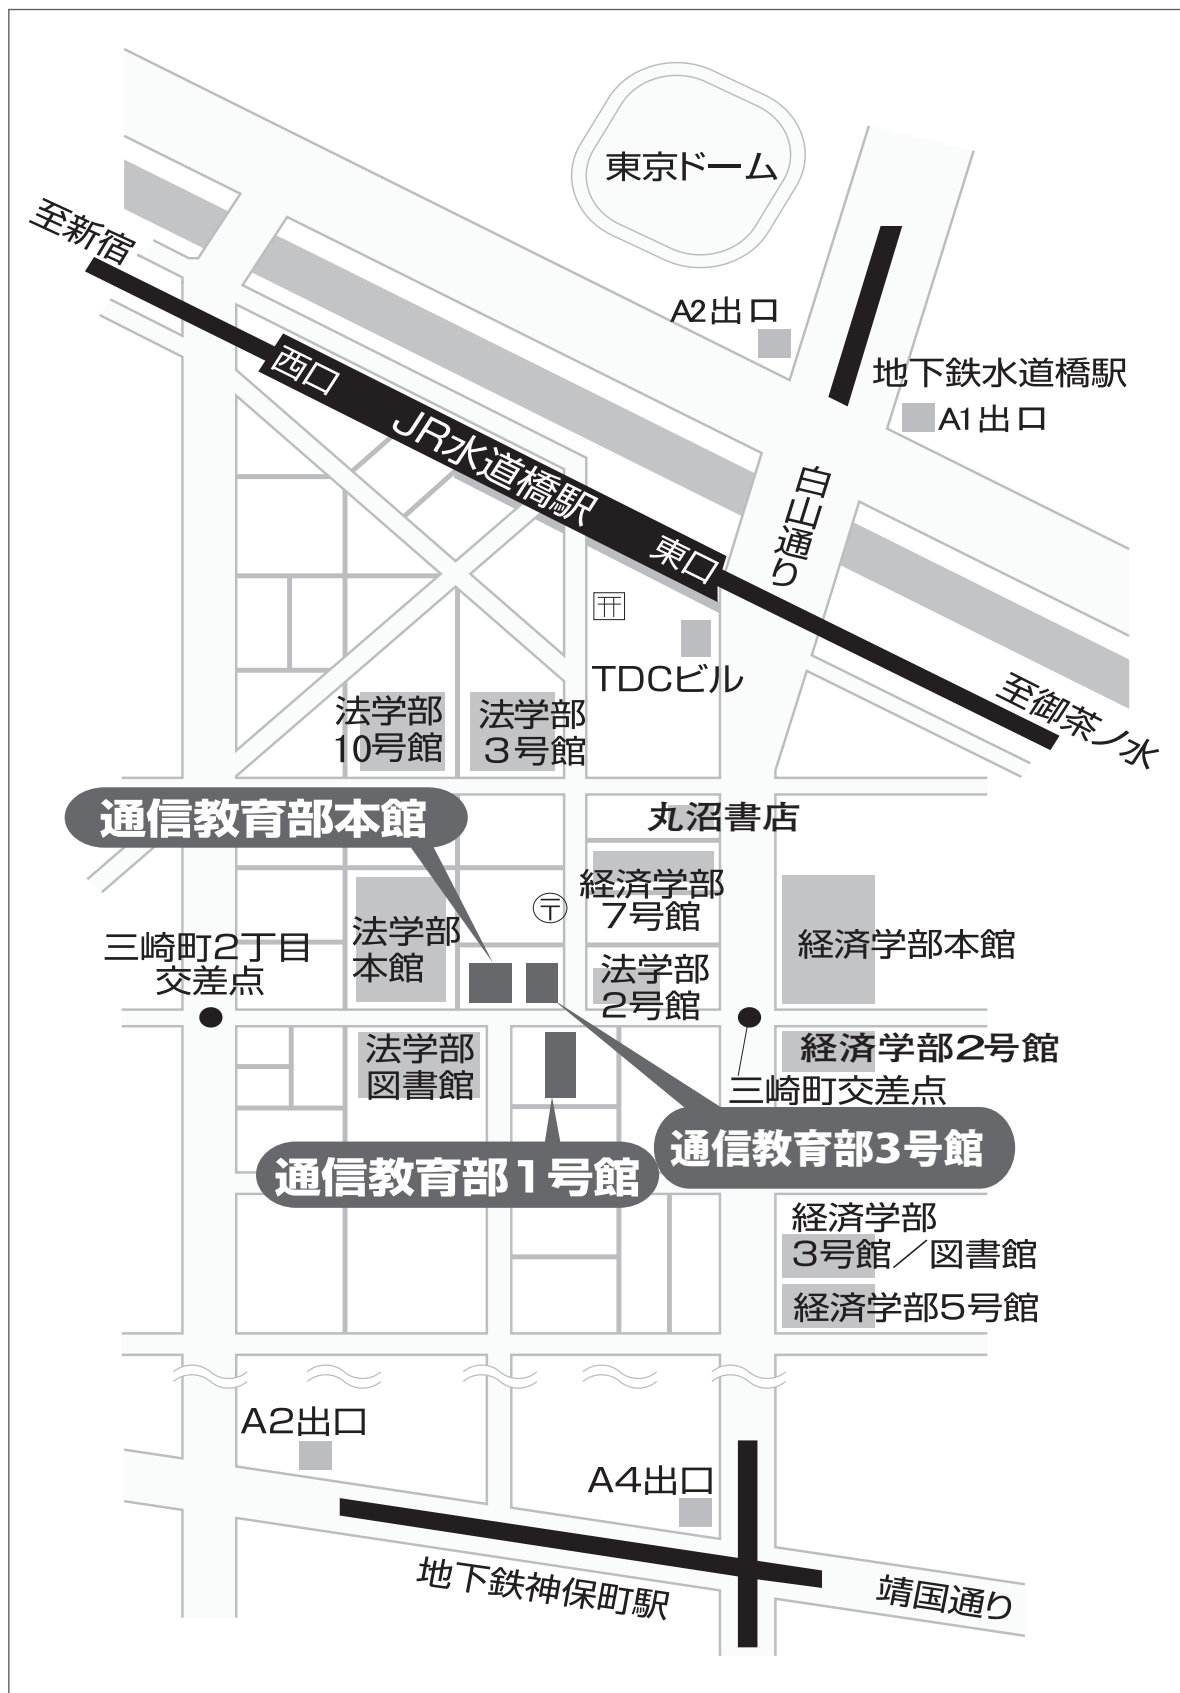 東京ドーム
至新宿
A2出口
地下鉄水道橋駅
A1出口
西口
JR水道橋駅
東口
白山通り
TDCビル
至御茶ノ水
法学部
10号館
法学部
3号館
通信教育部本館
丸沼書店
経済学部
7号館
〒
三崎町2丁目
交差点
法学部
本館
法学部
2号館
経済学部本館
法学部
図書館
経済学部2号館
三崎町交差点
通信教育部1号館
通信教育部3号館
経済学部
3号館／図書館
経済学部5号館
A2出口
A4出口
地下鉄神保町駅
靖国通り